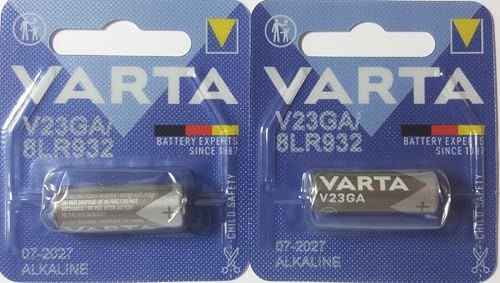 VARTA
V23GA/
8LR932
BATTERY EXPERTS
SINCE 1887
CHILD SAFETY
07-2027
ALKALINE
VARTA
V23GA/
8LR932
BATTERY EXPERTS
SINCE 1887
VARTA
V23GA
+
CHILD SAFETY
07-2027
ALKALINE